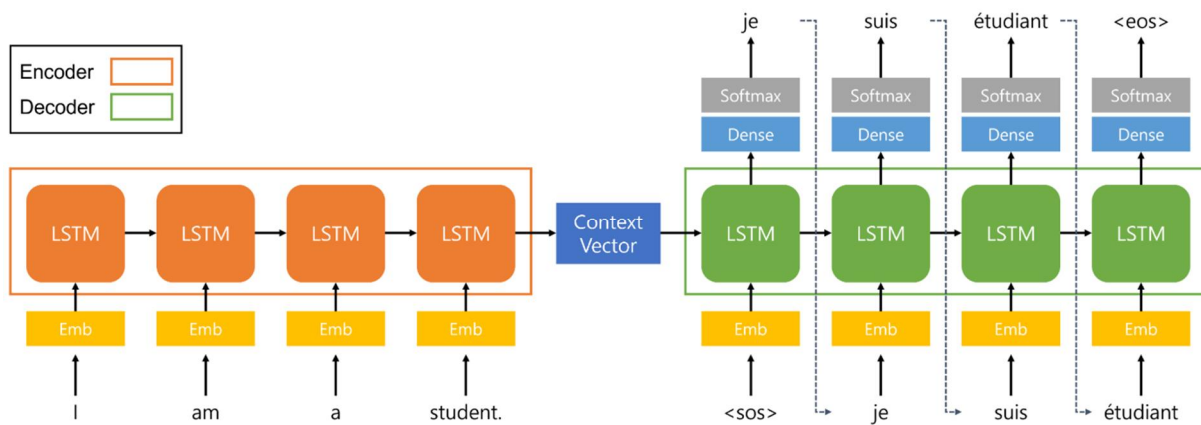 je suis étudiant <eos>
Encoder
Decoder
Softmax Softmax Softmax Softmax
Dense Dense Dense Dense
LSTM LSTM LSTM LSTM
Context
Vector
LSTM LSTM LSTM LSTM
Emb Emb Emb Emb
Emb Emb Emb Emb
I am a student.
<sos> je suis étudiant